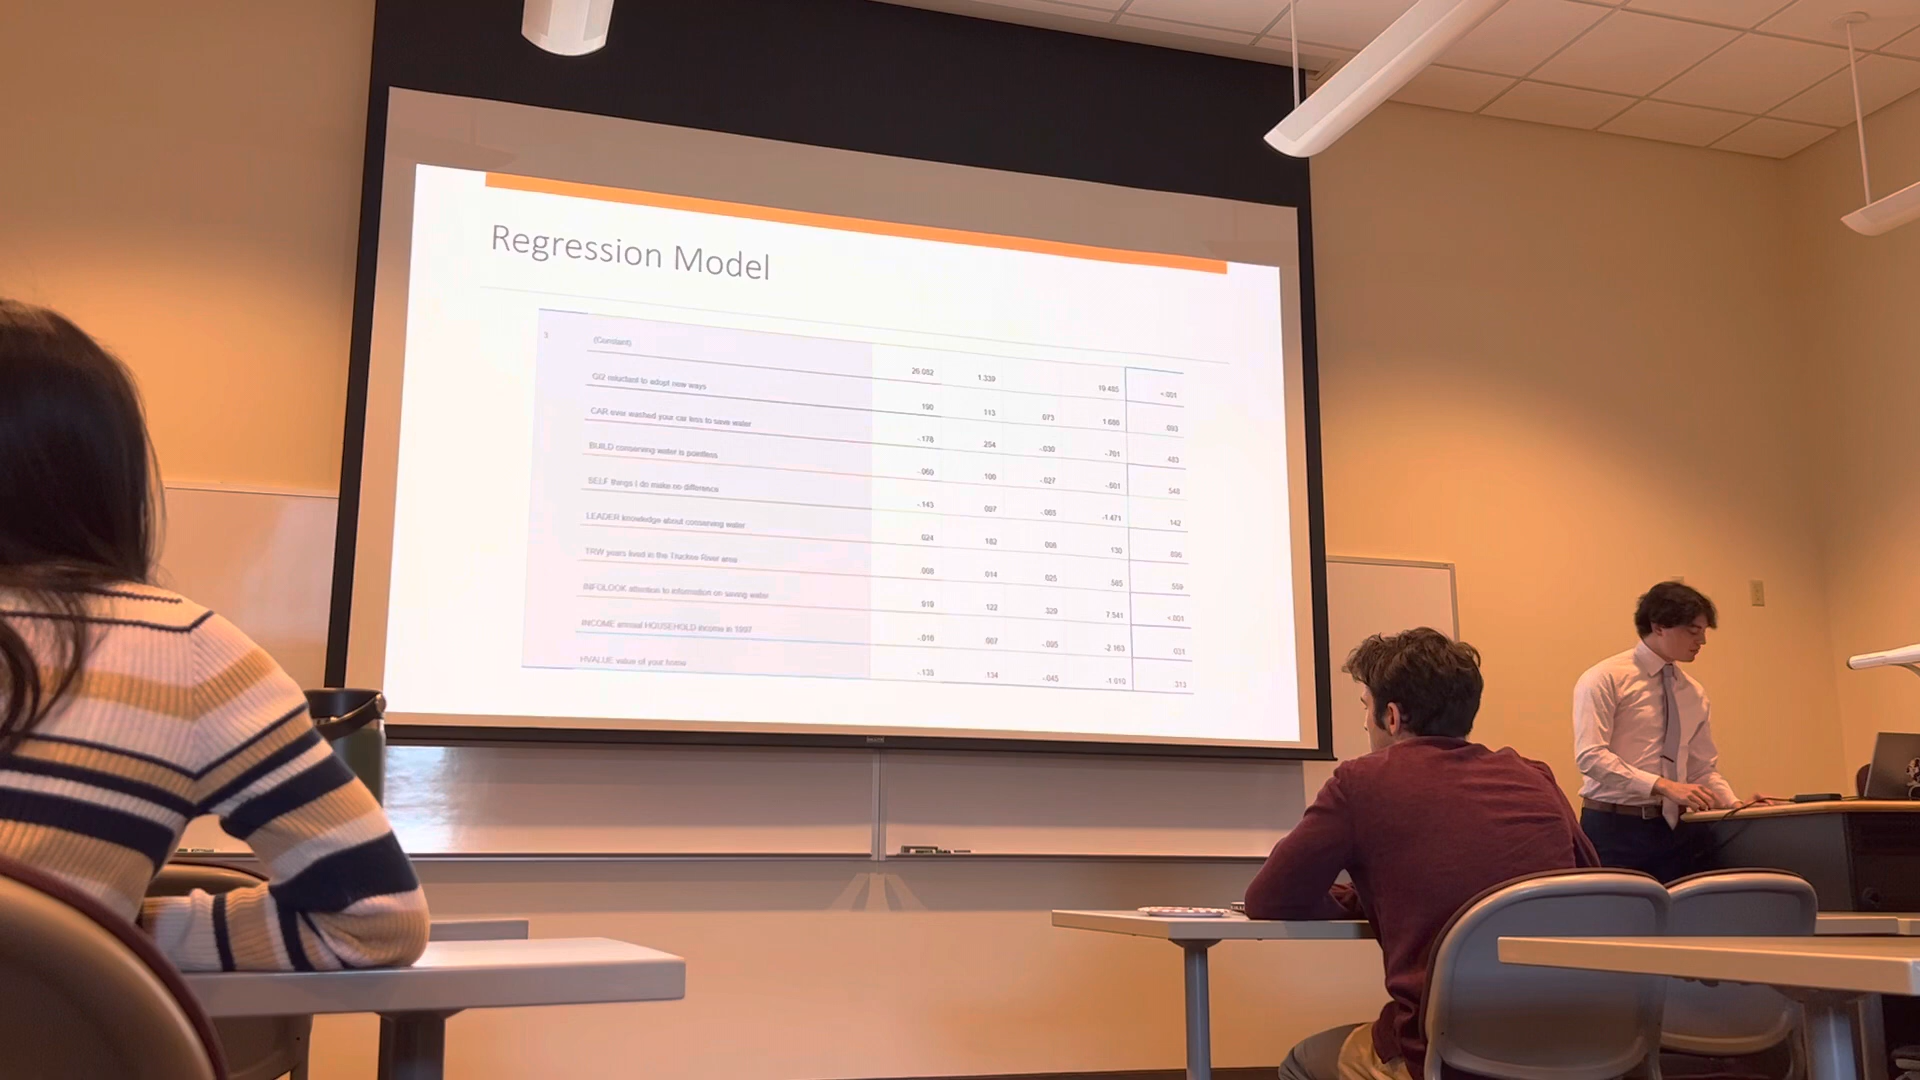 Regression Model
3 (Constant) 26.082 1.339 19.485 <.001
GI2 reluctant to adopt new ways .190 .113 .073 1.686 .093
CAR ever washed your car less to save water -.178 .254 -.030 -.701 .483
BUILD conserving water is pointless -.060 .100 -.027 -.601 .548
SELF things I do make no difference -.143 .097 -.065 -1.471 .142
LEADER knowledge about conserving water .024 .182 .006 .130 .896
TRW years lived in the Truckee River area .008 .014 .025 .585 .559
INFOLOOK attention to information on saving water .919 .122 .329 7.541 <.001
INCOME annual HOUSEHOLD income in 1997 -.016 .007 -.095 -2.163 .031
HVALUE value of your home -.135 .134 -.045 -1.010 .313